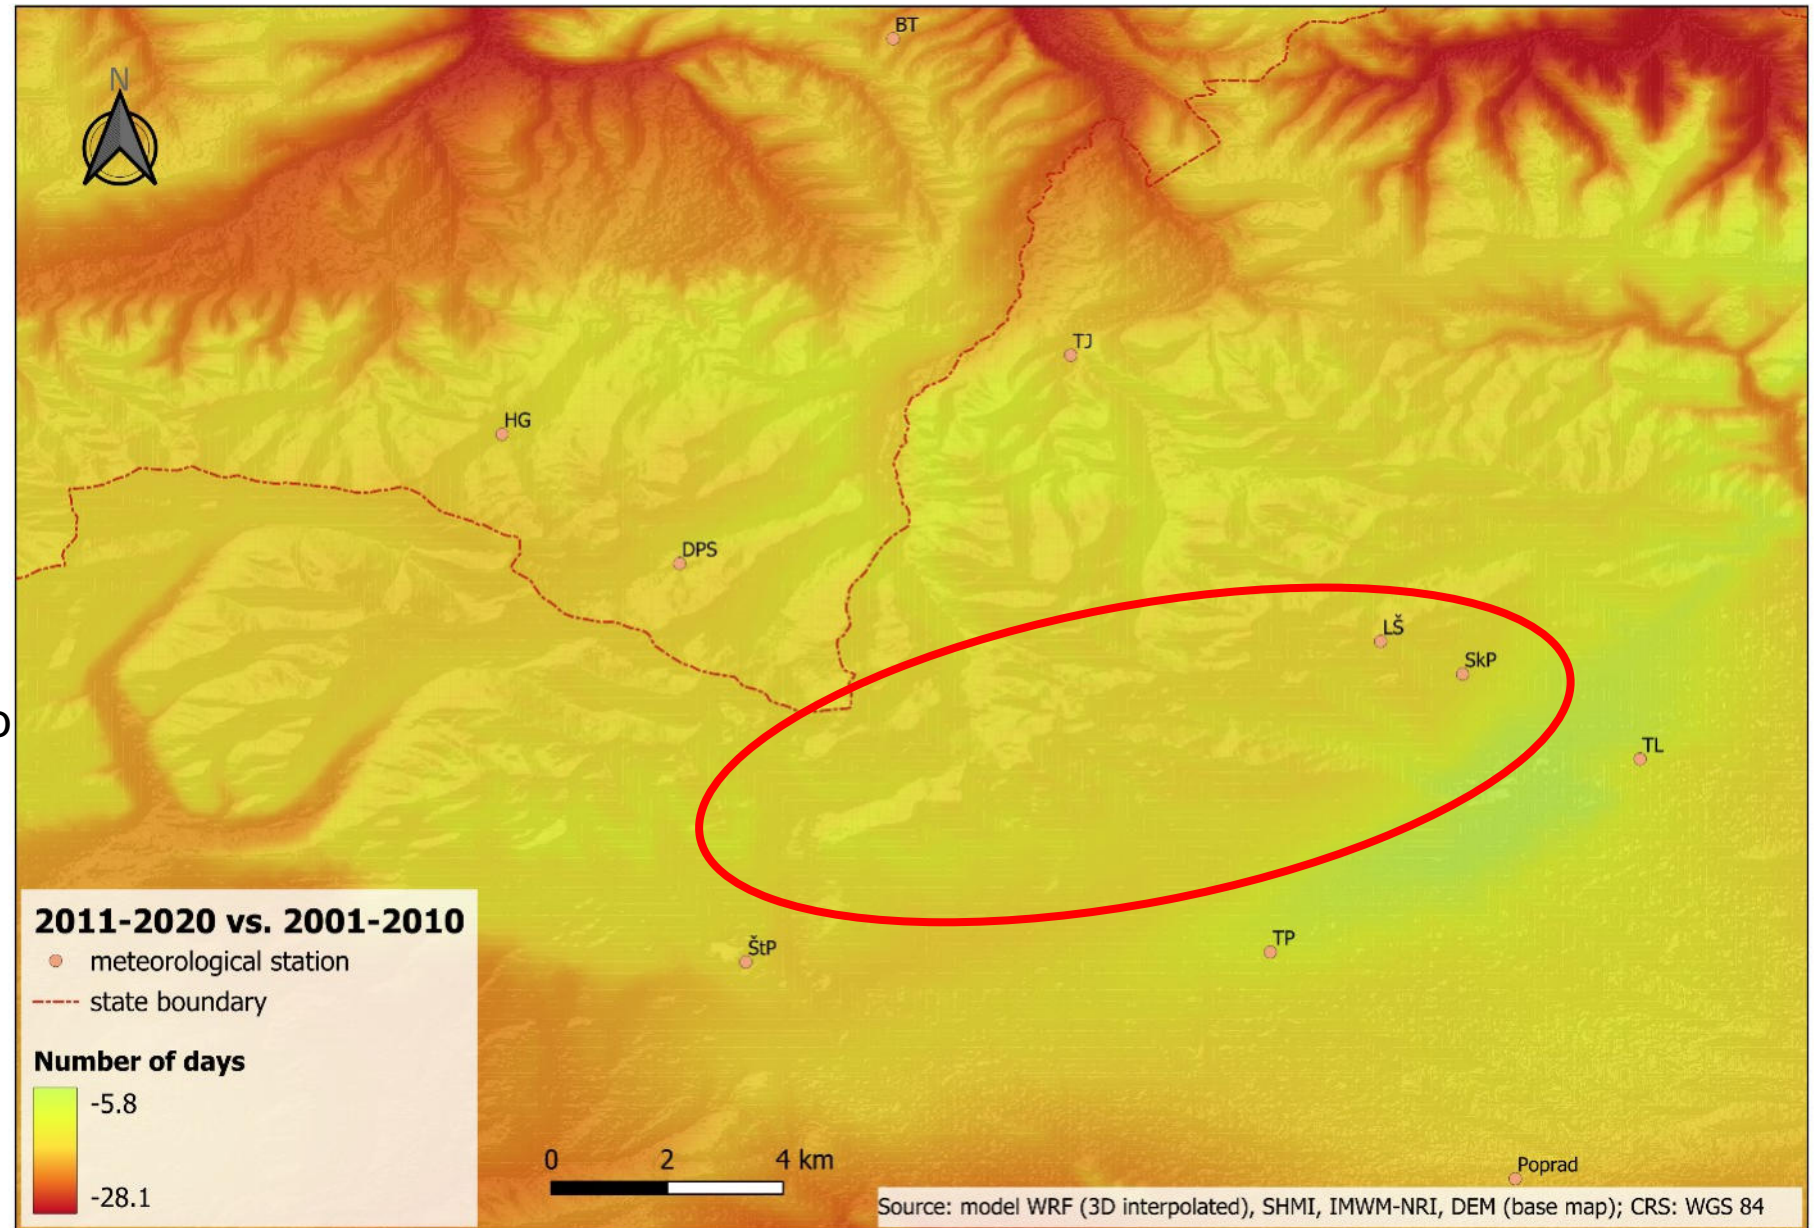 BT
N
TJ
HG
DPS
LŠ
SkP
o
TL
2011-2020 vs. 2001-2010
meteorological station
state boundary
ŠtP
TP
Number of days
-5.8
-28.1
0 2 4 km
Poprad
Source: model WRF (3D interpolated), SHMI, IMWM-NRI, DEM (base map); CRS: WGS 84